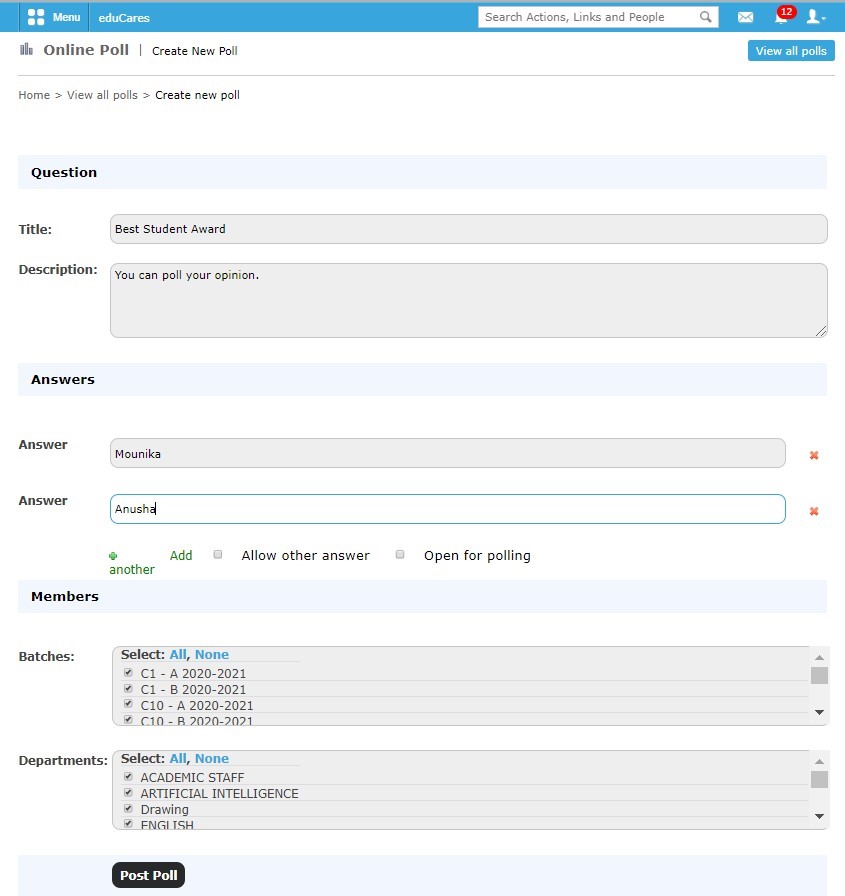 Menu eduCares Search Actions, Links and People 12
Online Poll | Create New Poll View all polls
Home > View all polls > Create new poll
Question
Title: Best Student Award
Description: You can poll your opinion.
Answers
Answer Mounika
Answer Anusha
Add another Allow other answer Open for polling
Members
Batches: Select: All, None
C1 - A 2020-2021
C1 - B 2020-2021
C10 - A 2020-2021
C10 - B 2020-2021
Departments: Select: All, None
ACADEMIC STAFF
ARTIFICIAL INTELLIGENCE
Drawing
ENGLISH
Post Poll